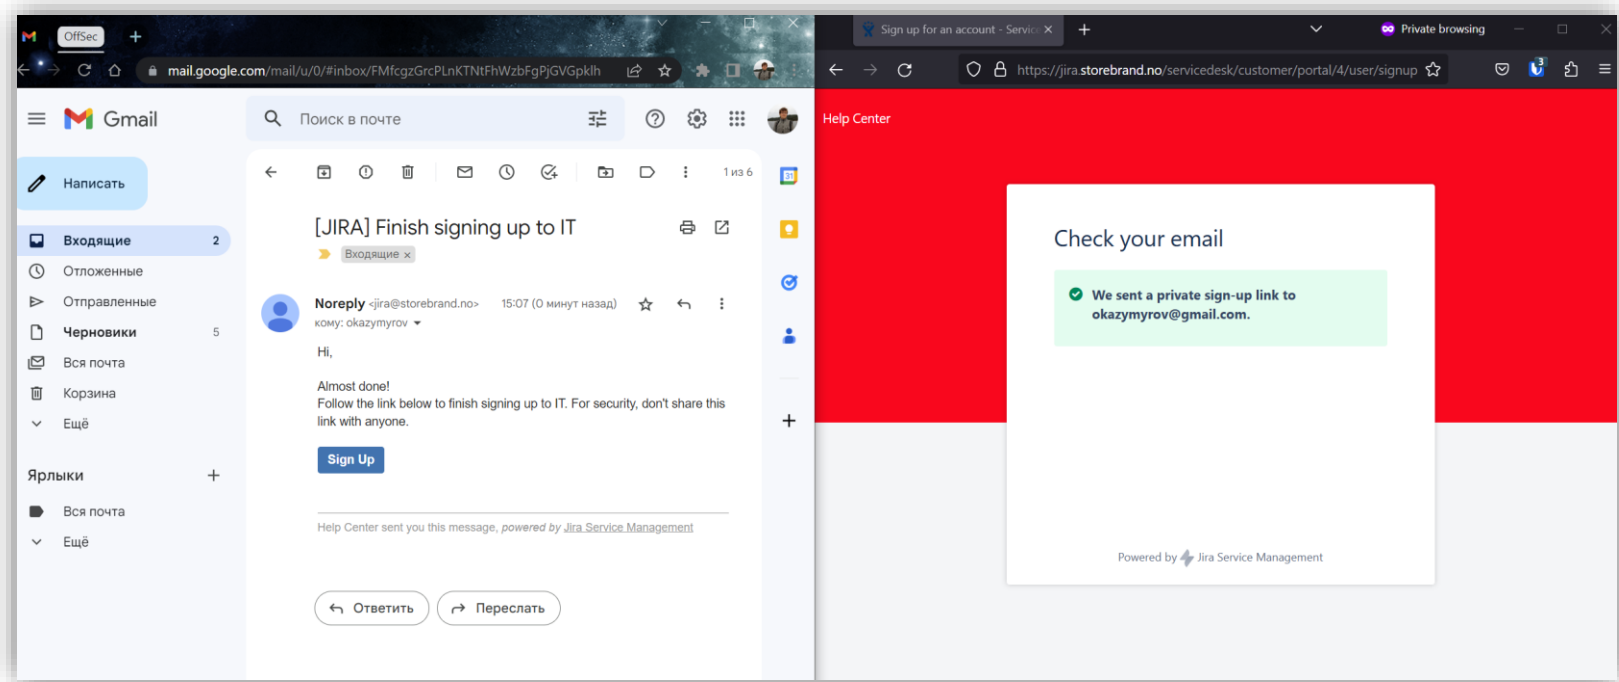 OffSec
mail.google.com/mail/u/0/#inbox/FMfcgzGrcPLnKTNtFhWzbFgPjGVGpklh
Gmail
Поиск в почте
Написать
1 из 6
Входящие 2
Отложенные
Отправленные
Черновики 5
Вся почта
Корзина
Ещё
Ярлыки
Вся почта
Ещё
[JIRA] Finish signing up to IT
Входящие x
Noreply <jira@storebrand.no> 15:07 (0 минут назад)
кому: okazymyrov
Hi,
Almost done!
Follow the link below to finish signing up to IT. For security, don't share this
link with anyone.
Sign Up
Help Center sent you this message, powered by Jira Service Management
Ответить
Переслать
31
Sign up for an account - Servic
Private browsing
https://jira.storebrand.no/servicedesk/customer/portal/4/user/signup
3
Help Center
Check your email
We sent a private sign-up link to
okazymyrov@gmail.com.
Powered by Jira Service Management